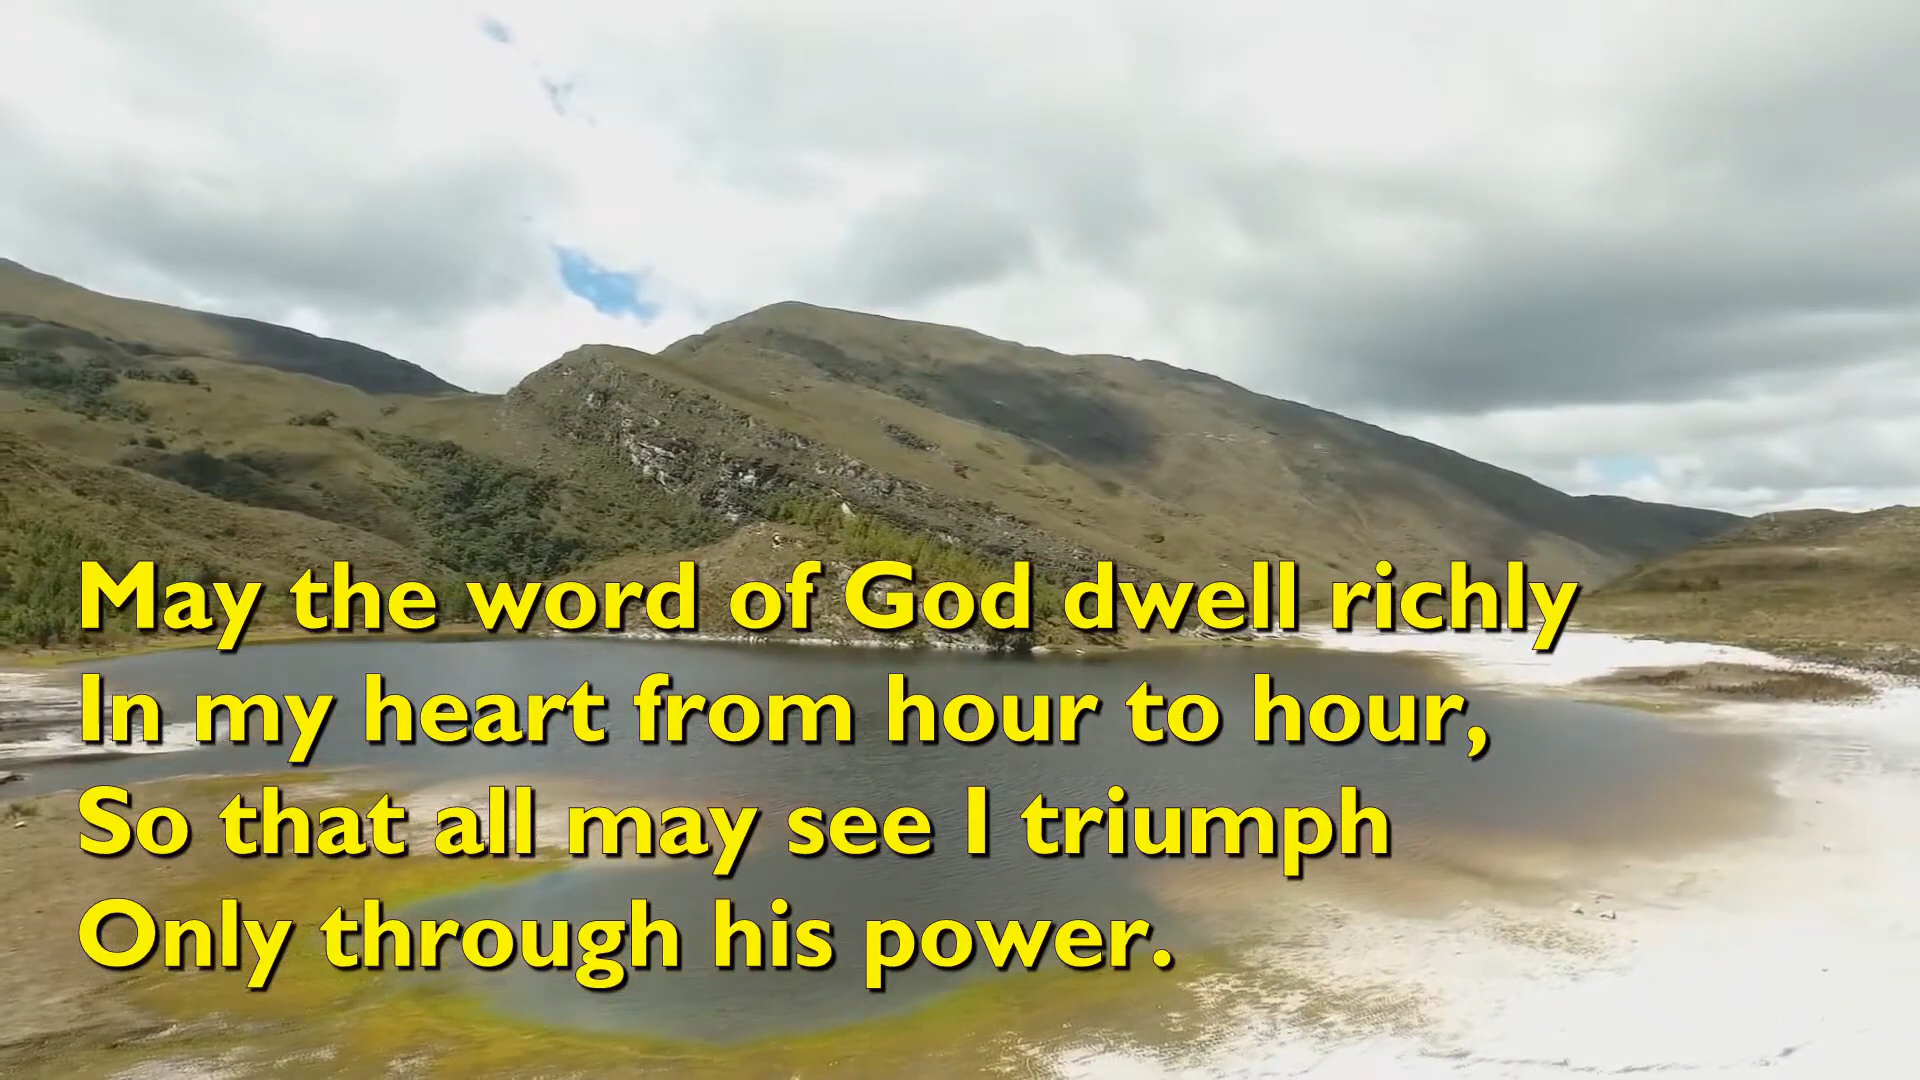 May the word of God dwell richly
In my heart from hour to hour,
So that all may see I triumph
Only through his power.